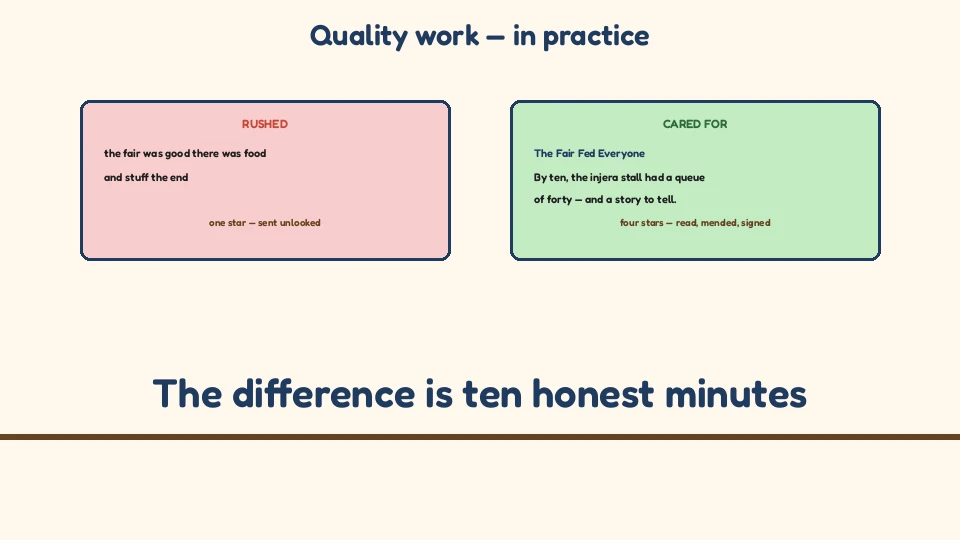 Quality work — in practice
RUSHED
the fair was good there was food
and stuff the end
one star — sent unlooked
CARED FOR
The Fair Fed Everyone
By ten, the injera stall had a queue
of forty — and a story to tell.
four stars — read, mended, signed
The difference is ten honest minutes